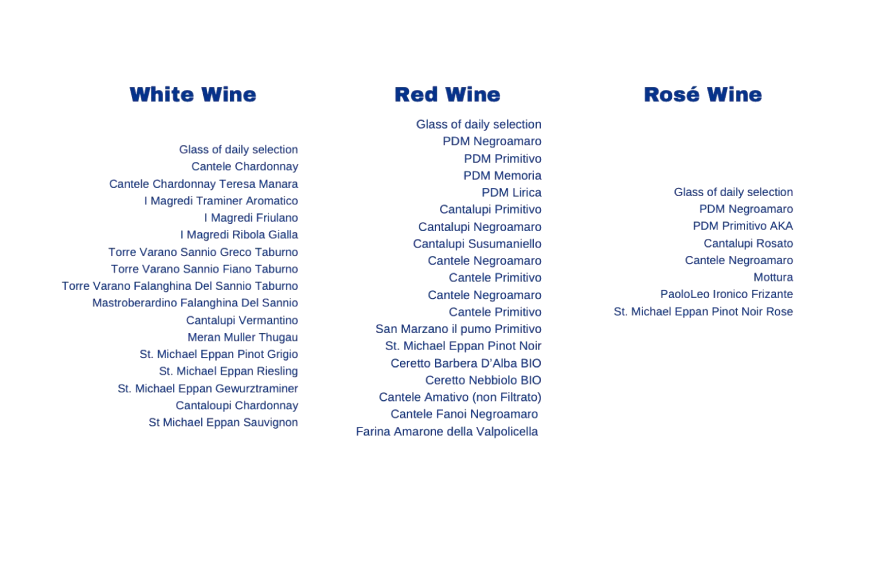 White Wine
Glass of daily selection
Cantele Chardonnay
Cantele Chardonnay Teresa Manara
I Magredi Traminer Aromatico
I Magredi Friulano
I Magredi Ribola Gialla
Torre Varano Sannio Greco Taburno
Torre Varano Sannio Fiano Taburno
Torre Varano Falanghina Del Sannio Taburno
Mastroberardino Falanghina Del Sannio
Cantalupi Vermantino
Meran Muller Thugau
St. Michael Eppan Pinot Grigio
St. Michael Eppan Riesling
St. Michael Eppan Gewurztraminer
Cantaloupi Chardonnay
St Michael Eppan Sauvignon
Red Wine
Glass of daily selection
PDM Negroamaro
PDM Primitivo
PDM Memoria
PDM Lirica
Cantalupi Primitivo
Cantalupi Negroamaro
Cantalupi Susumaniello
Cantele Negroamaro
Cantele Primitivo
Cantele Negroamaro
Cantele Primitivo
San Marzano il pumo Primitivo
St. Michael Eppan Pinot Noir
Ceretto Barbera D’Alba BIO
Ceretto Nebbiolo BIO
Cantele Amativo (non Filtrato)
Cantele Fanoi Negroamaro
Farina Amarone della Valpolicella
Rosé Wine
Glass of daily selection
PDM Negroamaro
PDM Primitivo AKA
Cantalupi Rosato
Cantele Negroamaro
Mottura
PaoloLeo Ironico Frizante
St. Michael Eppan Pinot Noir Rose